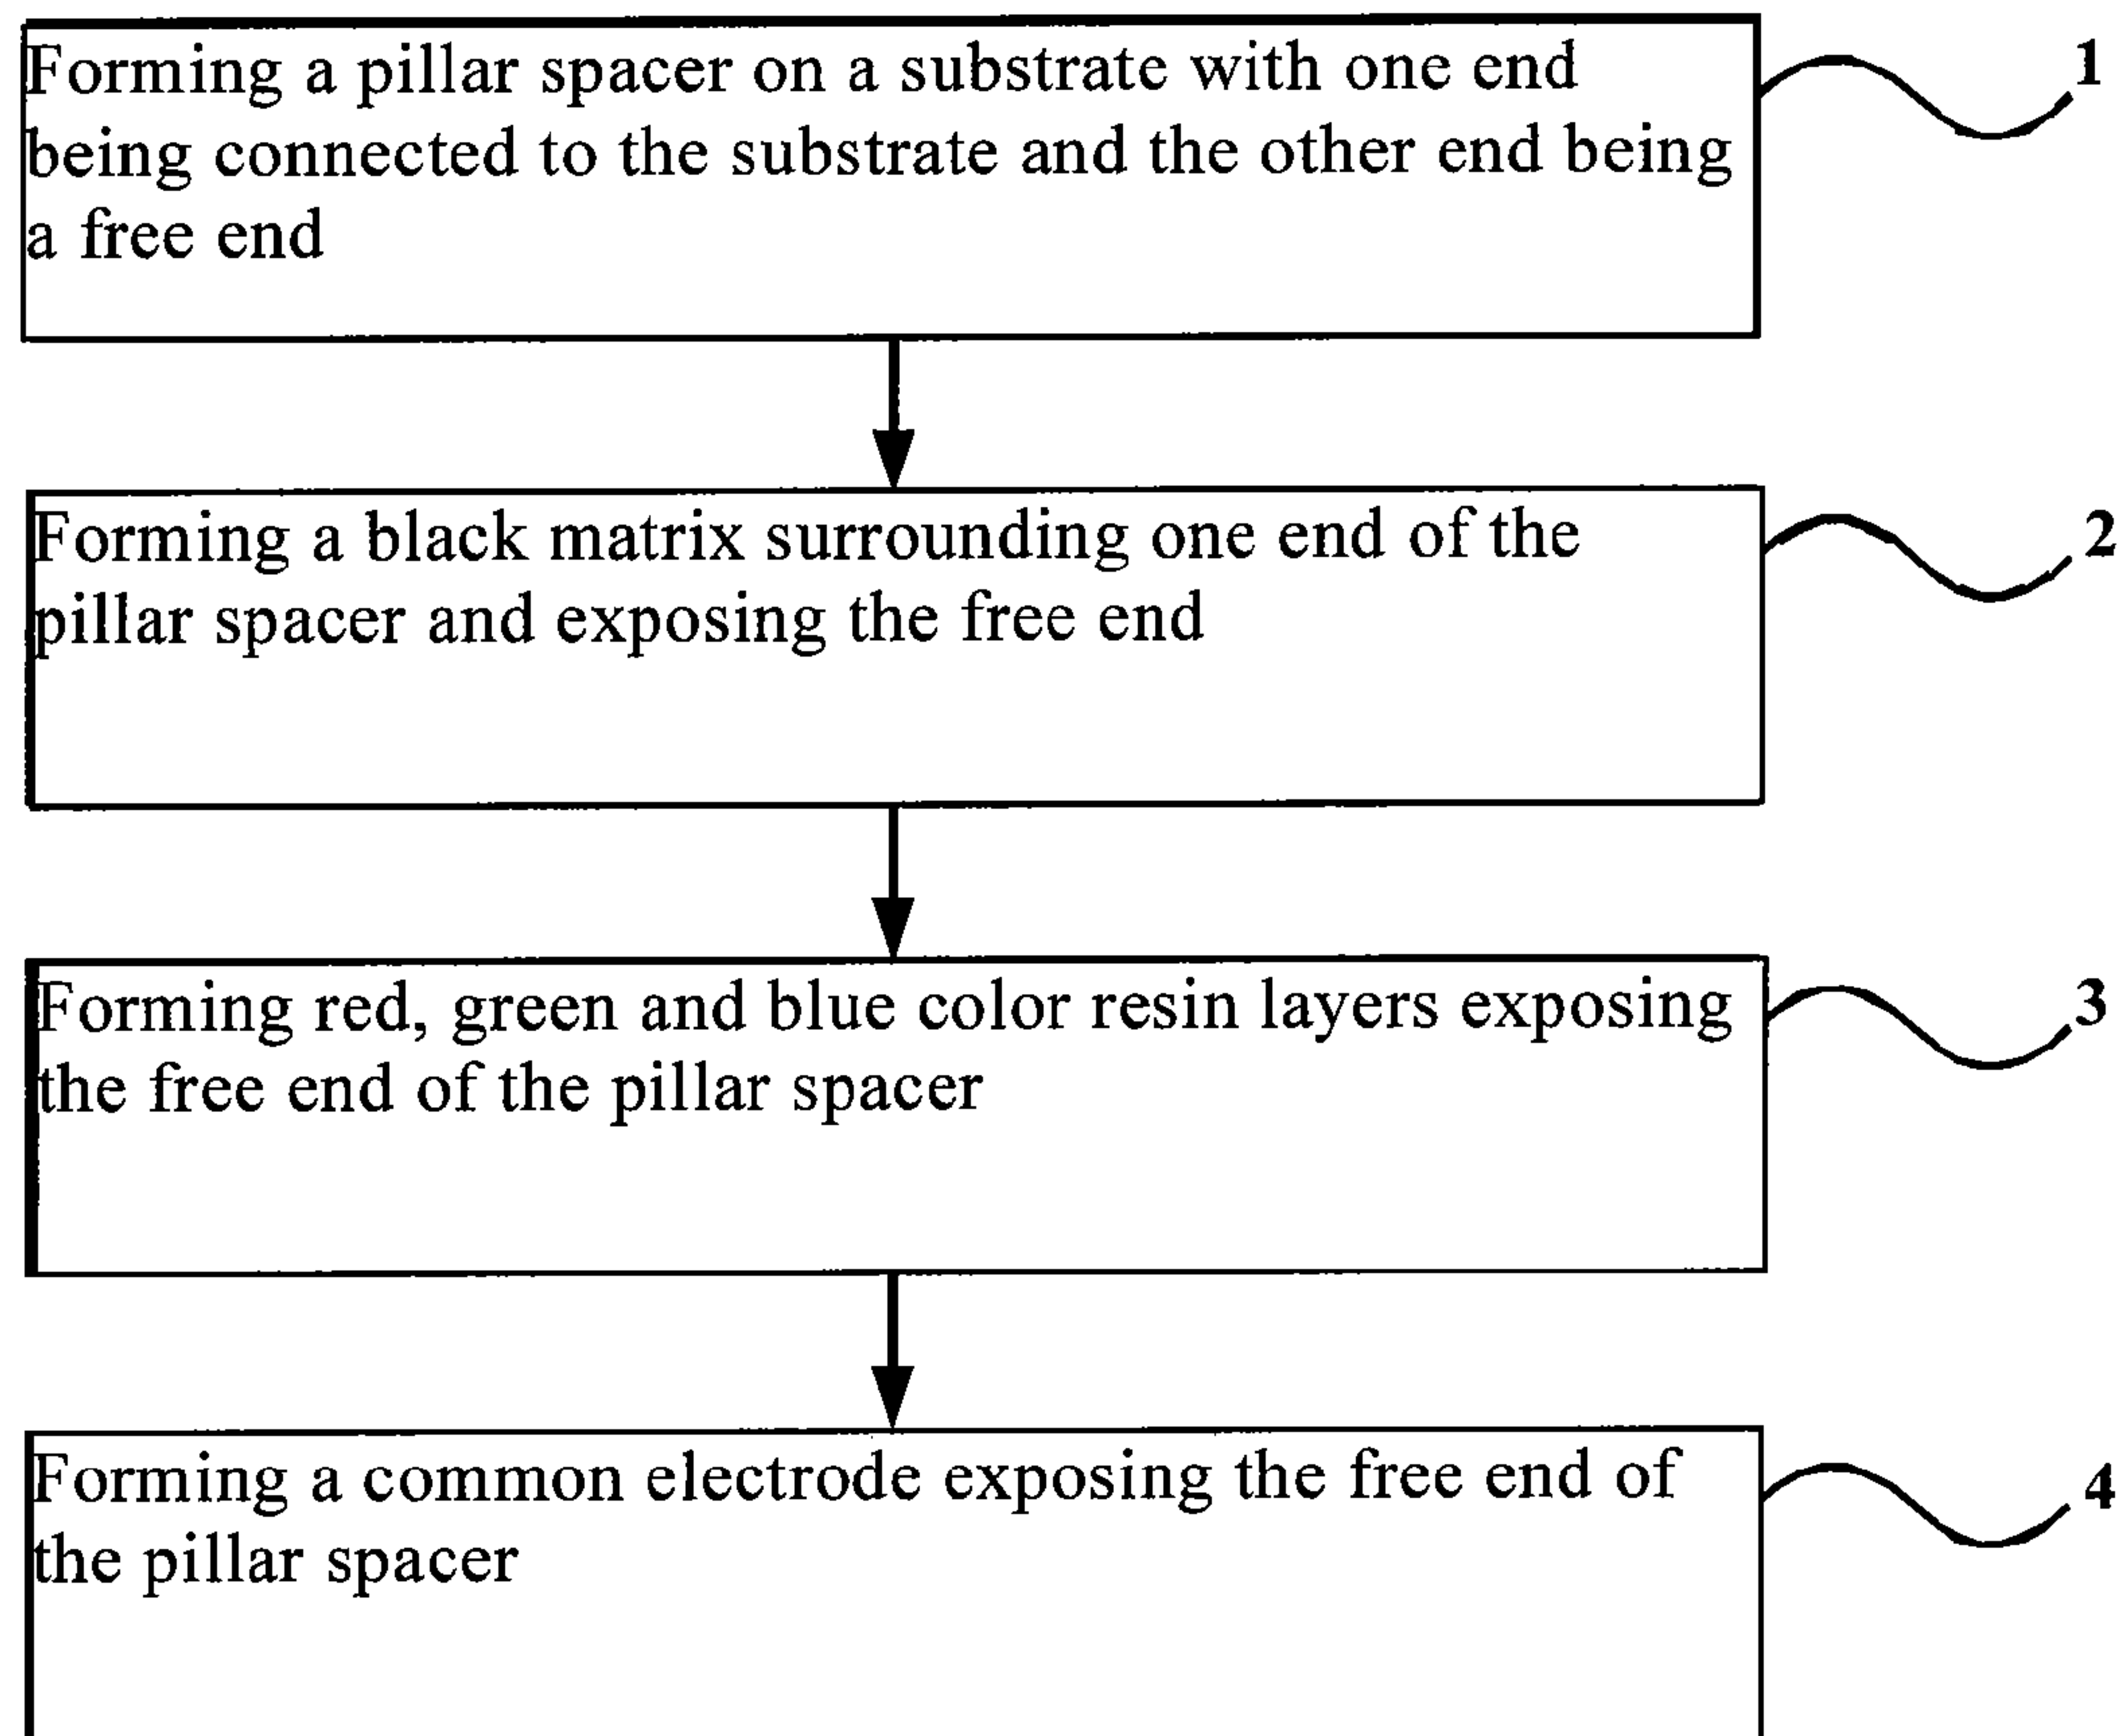 Forming a pillar spacer on a substrate with one end
being connected to the substrate and the other end being
a free end
1
Forming a black matrix surrounding one end of the
pillar spacer and exposing the free end
2
Forming red, green and blue color resin layers exposing
the free end of the pillar spacer
3
Forming a common electrode exposing the free end of
the pillar spacer
4